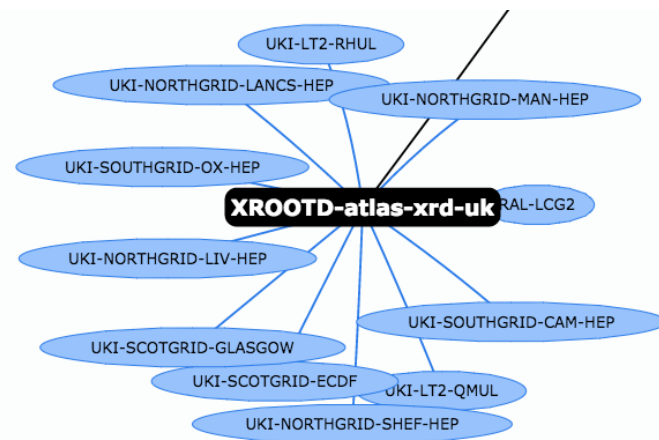 UKI-LT2-RHUL
UKI-NORTHGRID-LANCS-HEP
UKI-NORTHGRID-MAN-HEP
UKI-SOUTHGRID-OX-HEP
XROOTD-atlas-xrd-uk
RAL-LCG2
UKI-NORTHGRID-LIV-HEP
UKI-SOUTHGRID-CAM-HEP
UKI-SCOTGRID-GLASGOW
UKI-SCOTGRID-ECDF
UKI-LT2-QMUL
UKI-NORTHGRID-SHEF-HEP